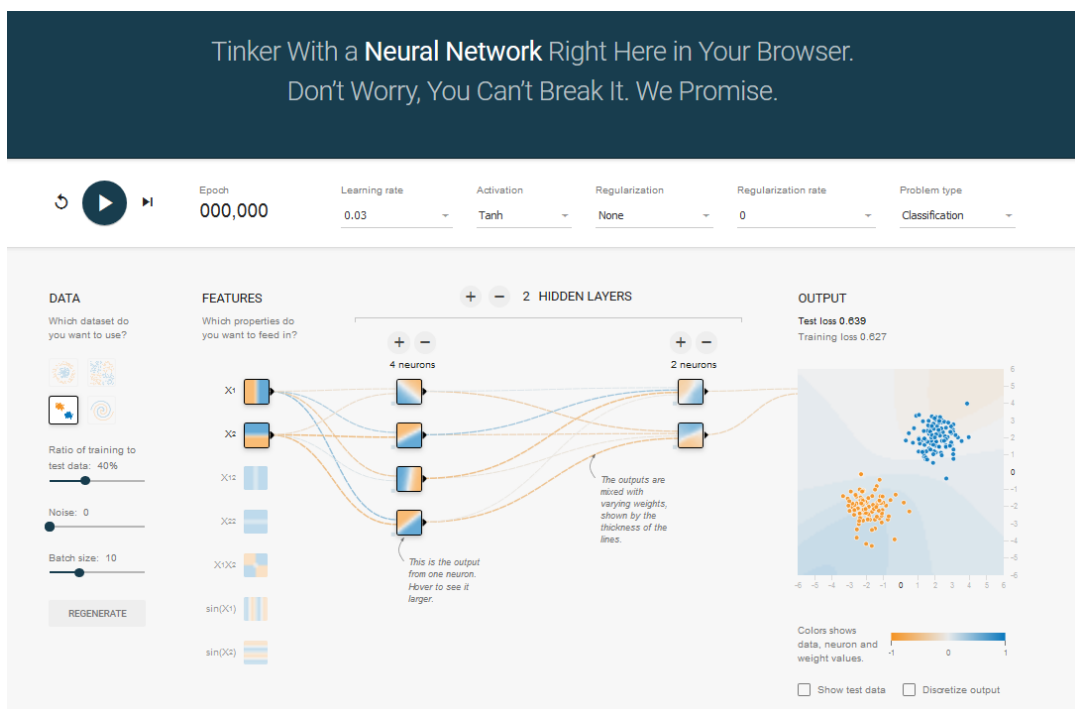 Tinker With a Neural Network Right Here in Your Browser.
Don't Worry, You Can't Break It. We Promise.
Epoch
000,000
Learning rate
0.03
Activation
Tanh
Regularization
None
Regularization rate
0
Problem type
Classification
DATA
Which dataset do
you want to use?
Ratio of training to
test data: 40%
Noise: 0
Batch size: 10
REGENERATE
FEATURES
Which properties do
you want to feed in?
X1
X2
X12
X22
X1X2
sin(X1)
sin(X2)
+ − 2 HIDDEN LAYERS
+ −
4 neurons
+ −
2 neurons
This is the output
from one neuron.
Hover to see it
larger.
The outputs are
mixed with
varying weights,
shown by the
thickness of the
lines.
OUTPUT
Test loss 0.639
Training loss 0.627
6
5
4
3
2
1
0
-1
-2
-3
-4
-5
-6
-6 -5 -4 -3 -2 -1 0 1 2 3 4 5 6
Colors shows
data, neuron and
weight values.
-1 0 1
Show test data
Discretize output